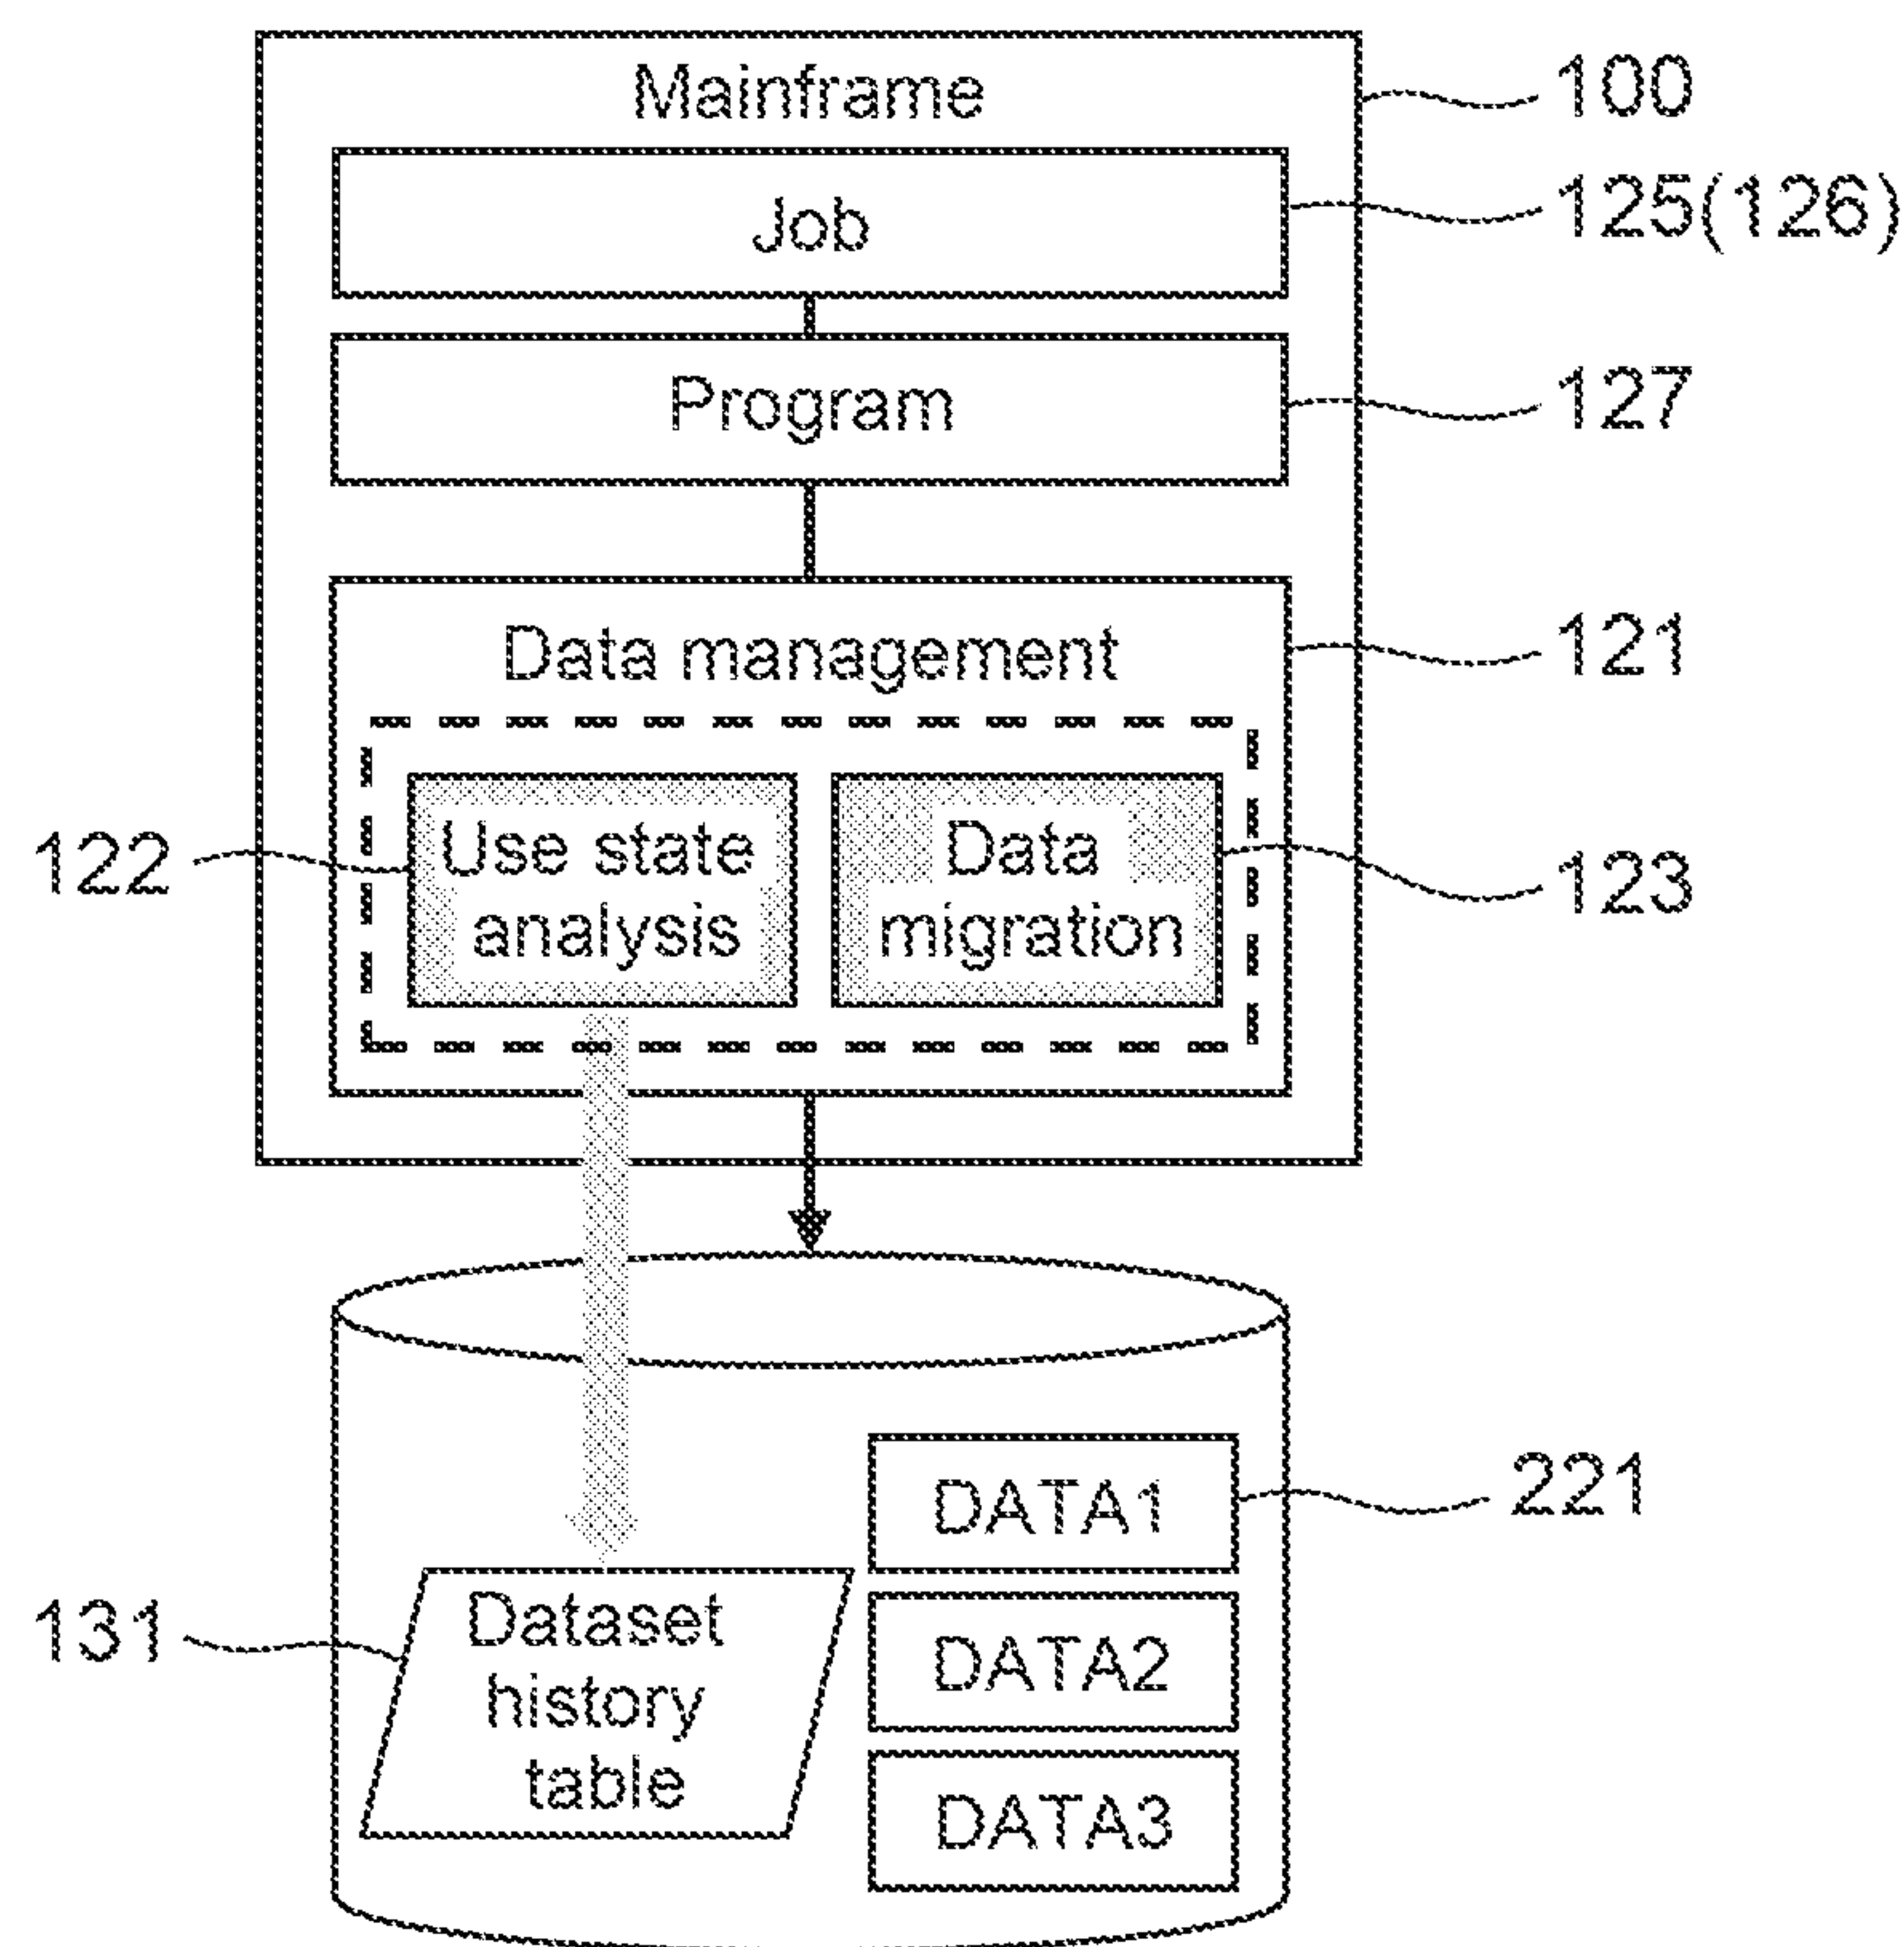 Mainframe
100
Job
125(126)
Program
127
Data management
121
122
Use state
analysis
Data
migration
123
DATA1
221
131
Dataset
history
table
DATA2
DATA3